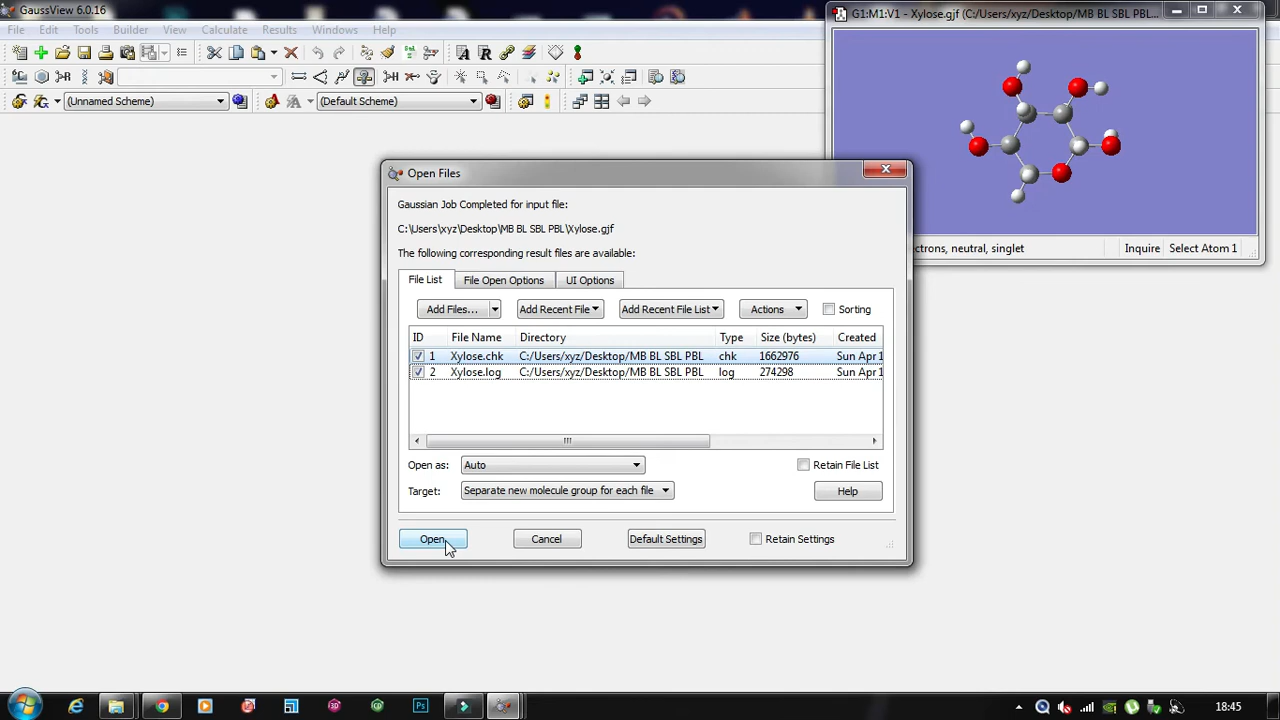 GaussView 6.0.16
G1:M1:V1 - Xylose.gjf (C:/Users/xyz/Desktop/MB BL SBL PBL...
File Edit Tools Builder View Calculate Results Windows Help
(Unnamed Scheme) (Default Scheme)
ectrons, neutral, singlet Inquire Select Atom 1
Open Files
Gaussian Job Completed for input file:
C:\Users\xyz\Desktop\MB BL SBL PBL\Xylose.gjf
The following corresponding result files are available:
File List File Open Options UI Options
Add Files... Add Recent File Add Recent File List Actions Sorting
ID File Name Directory Type Size (bytes) Created
1 Xylose.chk C:/Users/xyz/Desktop/MB BL SBL PBL chk 1662976 Sun Apr 1
2 Xylose.log C:/Users/xyz/Desktop/MB BL SBL PBL log 274298 Sun Apr 1
Open as: Auto Retain File List
Target: Separate new molecule group for each file Help
Open Cancel Default Settings Retain Settings
18:45